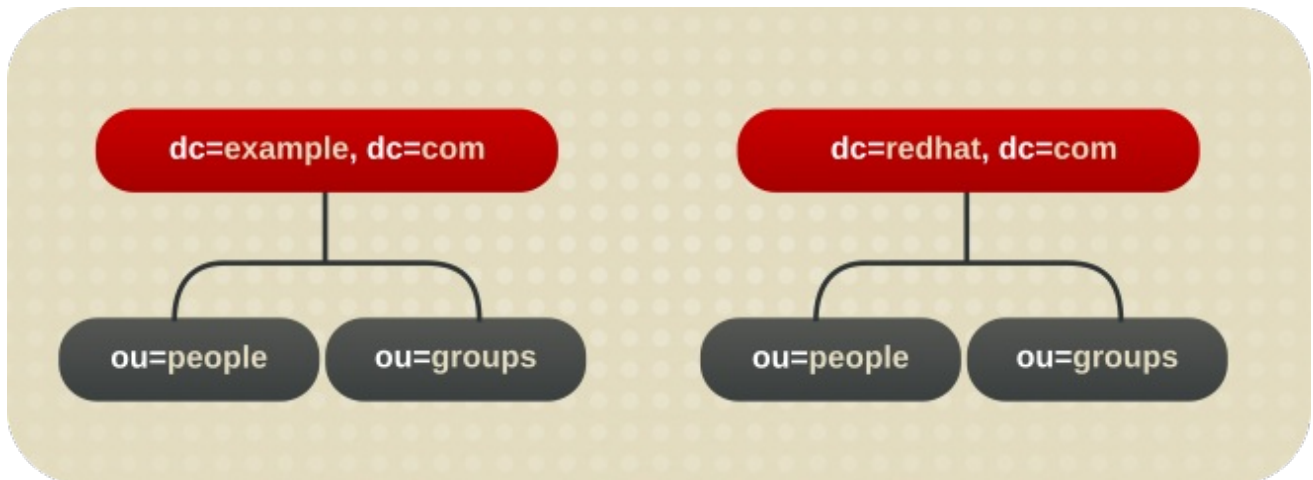 dc=example, dc=com
dc=redhat, dc=com
ou=people
ou=groups
ou=people
ou=groups